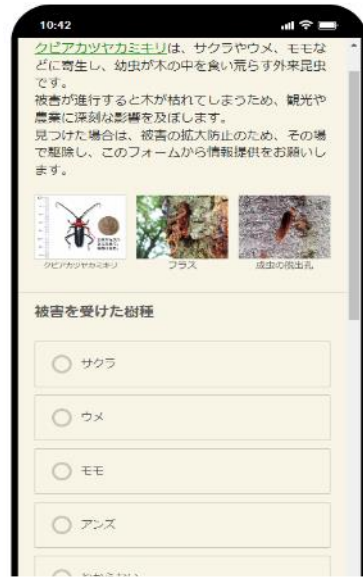 10:42
クビアカツヤカミキリは、サクラやウメ、モモな
どに寄生し、幼虫が木の中を食い荒らす外来昆虫
です。
被害が進行すると木が枯れてしまうため、観光や
農業に深刻な影響を及ぼします。
見つけた場合は、被害の拡大防止のため、その場
で駆除し、このフォームから情報提供をお願いし
ます。
クビアカツヤカミキリ
フラス
成虫の脱出孔
被害を受けた樹種
サクラ
ウメ
モモ
アンズ
わからない